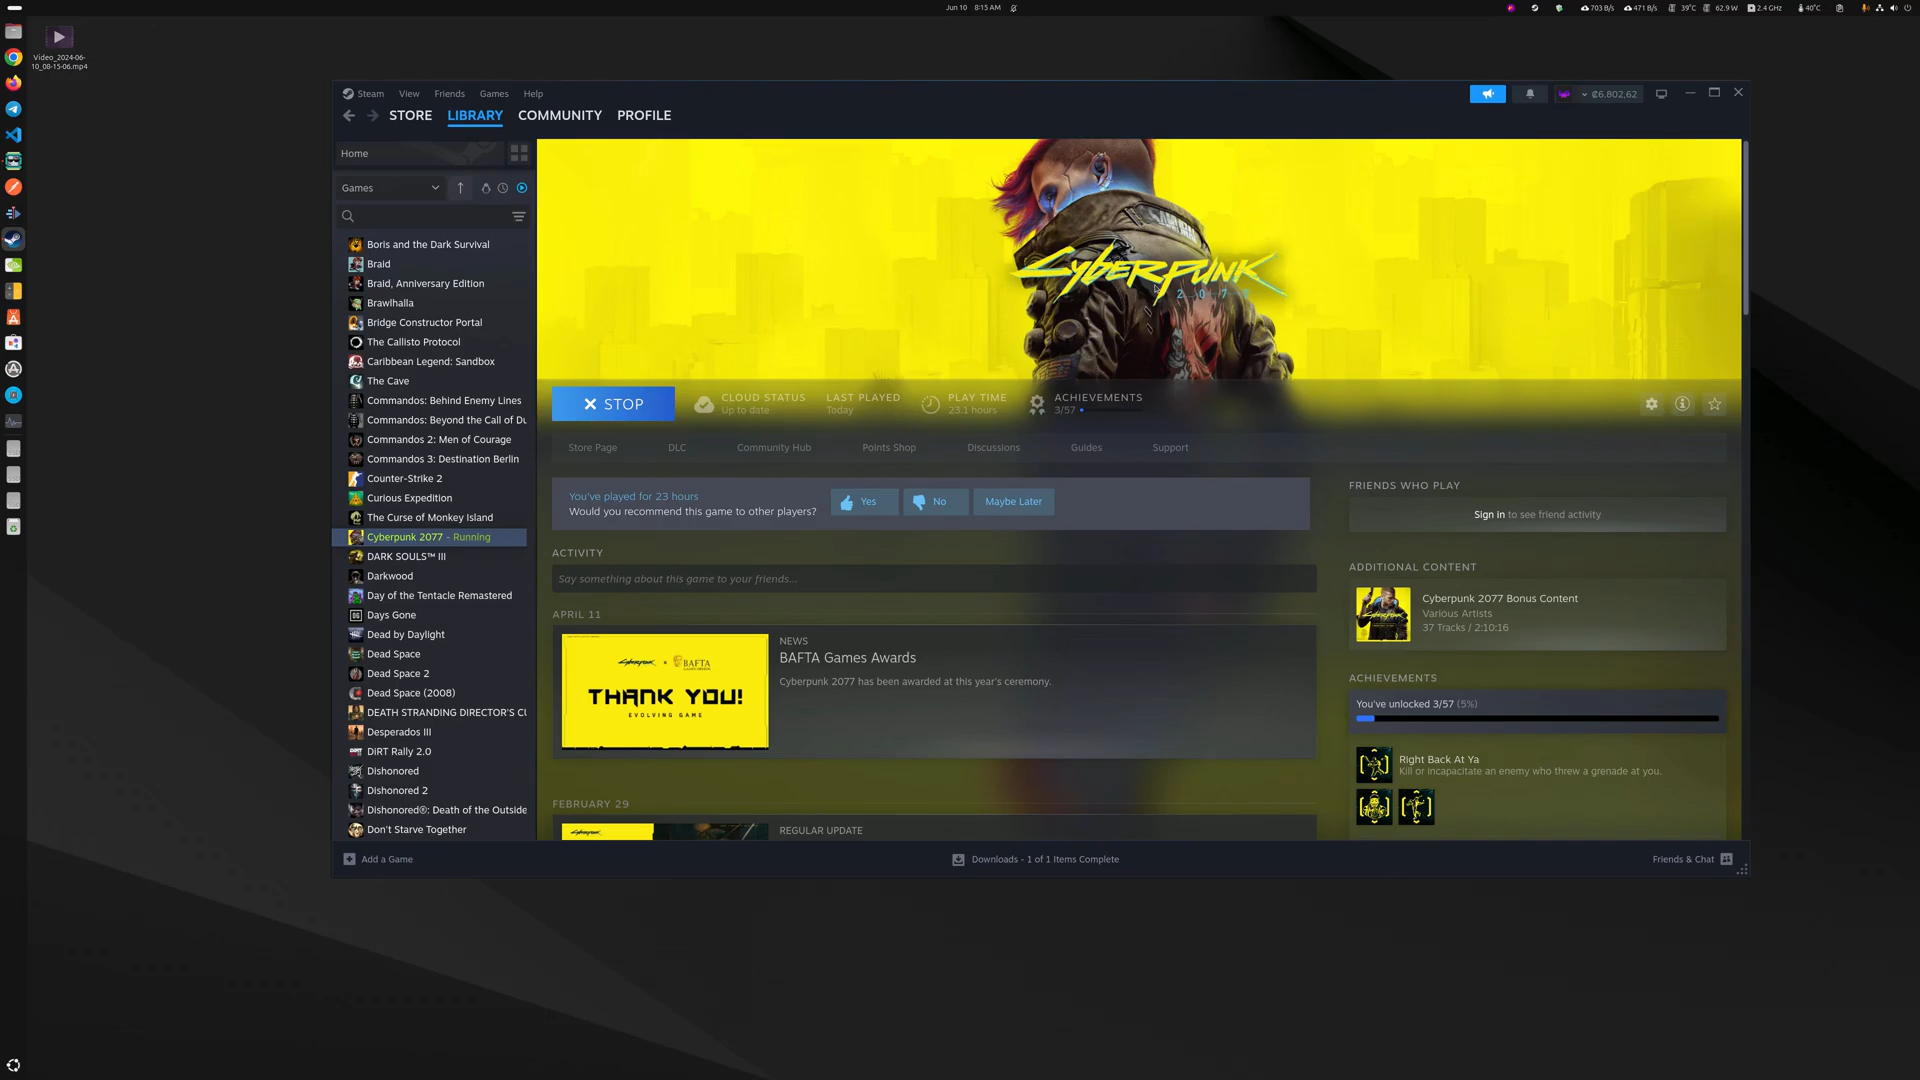 Jun 10 8:15 AM
703 B/s 471 B/s 39°C 62.9 W 2.4 GHz 40°C
Video_2024-06-
10_08-15-06.mp4
Steam View Friends Games Help
₡6,802,62
STORE LIBRARY COMMUNITY PROFILE
Home
Games
Boris and the Dark Survival
Braid
Braid, Anniversary Edition
Brawlhalla
Bridge Constructor Portal
The Callisto Protocol
Caribbean Legend: Sandbox
The Cave
Commandos: Behind Enemy Lines
Commandos: Beyond the Call of Du
Commandos 2: Men of Courage
Commandos 3: Destination Berlin
Counter-Strike 2
Curious Expedition
The Curse of Monkey Island
Cyberpunk 2077 - Running
DARK SOULS™ III
Darkwood
Day of the Tentacle Remastered
Days Gone
Dead by Daylight
Dead Space
Dead Space 2
Dead Space (2008)
DEATH STRANDING DIRECTOR'S CU
Desperados III
DiRT Rally 2.0
Dishonored
Dishonored 2
Dishonored®: Death of the Outside
Don't Starve Together
CYBERPUNK
2077
STOP
CLOUD STATUS
Up to date
LAST PLAYED
Today
PLAY TIME
23.1 hours
ACHIEVEMENTS
3/57
Store Page DLC Community Hub Points Shop Discussions Guides Support
You've played for 23 hours
Would you recommend this game to other players?
Yes No Maybe Later
ACTIVITY
Say something about this game to your friends...
APRIL 11
CYBERPUNK x BAFTA
THANK YOU!
EVOLVING GAME
NEWS
BAFTA Games Awards
Cyberpunk 2077 has been awarded at this year's ceremony.
FEBRUARY 29
REGULAR UPDATE
FRIENDS WHO PLAY
Sign in to see friend activity
ADDITIONAL CONTENT
Cyberpunk 2077 Bonus Content
Various Artists
37 Tracks / 2:10:16
ACHIEVEMENTS
You've unlocked 3/57 (5%)
Right Back At Ya
Kill or incapacitate an enemy who threw a grenade at you.
Add a Game
Downloads - 1 of 1 Items Complete
Friends & Chat